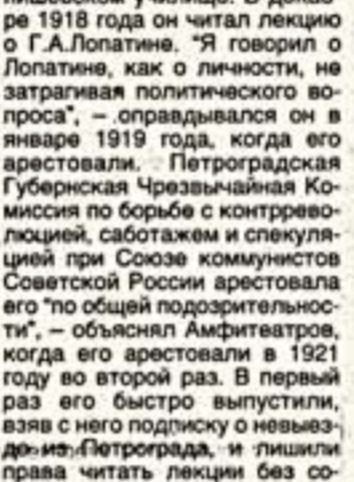 ре 1918 года он читал лекцию
о Г.А.Лопатине. "Я говорил о
Лопатине, как о личности, не
затрагивая политического во-
проса", – оправдывался он в
январе 1919 года, когда его
арестовали. Петроградская
Губернская Чрезвычайная Ко-
миссия по борьбе с контррево-
люцией, саботажем и спекуля-
цией при Союзе коммунистов
Советской России арестовала
его "по общей подозрительнос-
ти", – объяснял Амфитеатров,
когда его арестовали в 1921
году во второй раз. В первый
раз его быстро выпустили,
взяв с него подписку о невыез-
де из Петрограда, и лишили
права читать лекции без со-